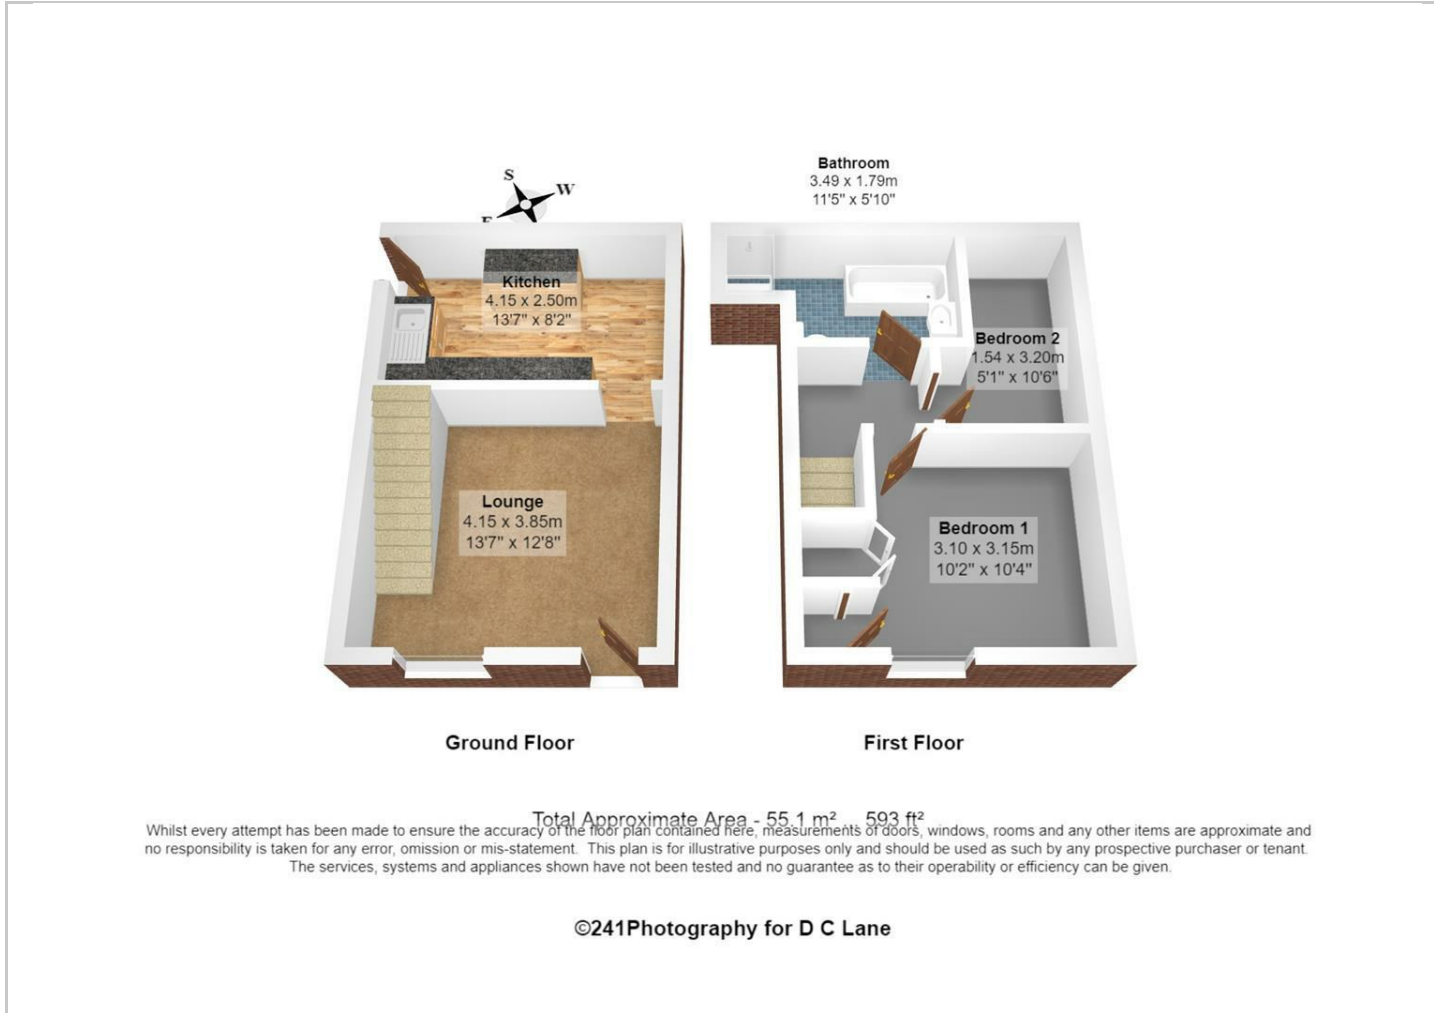 Bathroom
3.49 x 1.79m
11'5" x 5'10"
S
W
E
Kitchen
4.15 x 2.50m
13'7" x 8'2"
Bedroom 2
1.54 x 3.20m
5'1" x 10'6"
Lounge
4.15 x 3.85m
13'7" x 12'8"
Bedroom 1
3.10 x 3.15m
10'2" x 10'4"
Ground Floor
First Floor
Total Approximate Area - 55.1 m² ... 593 ft²
Whilst every attempt has been made to ensure the accuracy of the floor plan contained here, measurements of doors, windows, rooms and any other items are approximate and
no responsibility is taken for any error, omission or mis-statement. This plan is for illustrative purposes only and should be used as such by any prospective purchaser or tenant.
The services, systems and appliances shown have not been tested and no guarantee as to their operability or efficiency can be given.
©241Photography for D C Lane